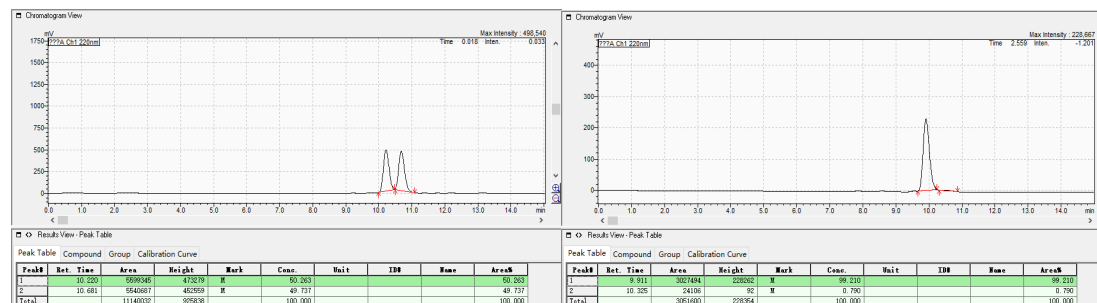 Chromatogram View
mV
Max Intensity : 498,540
???A Ch1 220nm
Time 0.018 Inten. 0.033
1750
1500
1250
1000
750
500
250
0
0.0 1.0 2.0 3.0 4.0 5.0 6.0 7.0 8.0 9.0 10.0 11.0 12.0 13.0 14.0 min
Results View - Peak Table
Peak Table Compound Group Calibration Curve
Peak# Ret. Time Area Height Mark Conc. Unit ID# Name Area%
1 10.220 5599345 473279 M 50.263 50.263
2 10.681 5540687 452559 M 49.737 49.737
Total 11140032 925838 100.000 100.000
Chromatogram View
mV
Max Intensity : 228,667
???A Ch1 220nm
Time 2.559 Inten. -1.201
400
300
200
100
0
0.0 1.0 2.0 3.0 4.0 5.0 6.0 7.0 8.0 9.0 10.0 11.0 12.0 13.0 14.0 min
Results View - Peak Table
Peak Table Compound Group Calibration Curve
Peak# Ret. Time Area Height Mark Conc. Unit ID# Name Area%
1 9.911 3027494 228262 M 99.210 99.210
2 10.325 24106 92 M 0.790 0.790
Total 3051600 228354 100.000 100.000